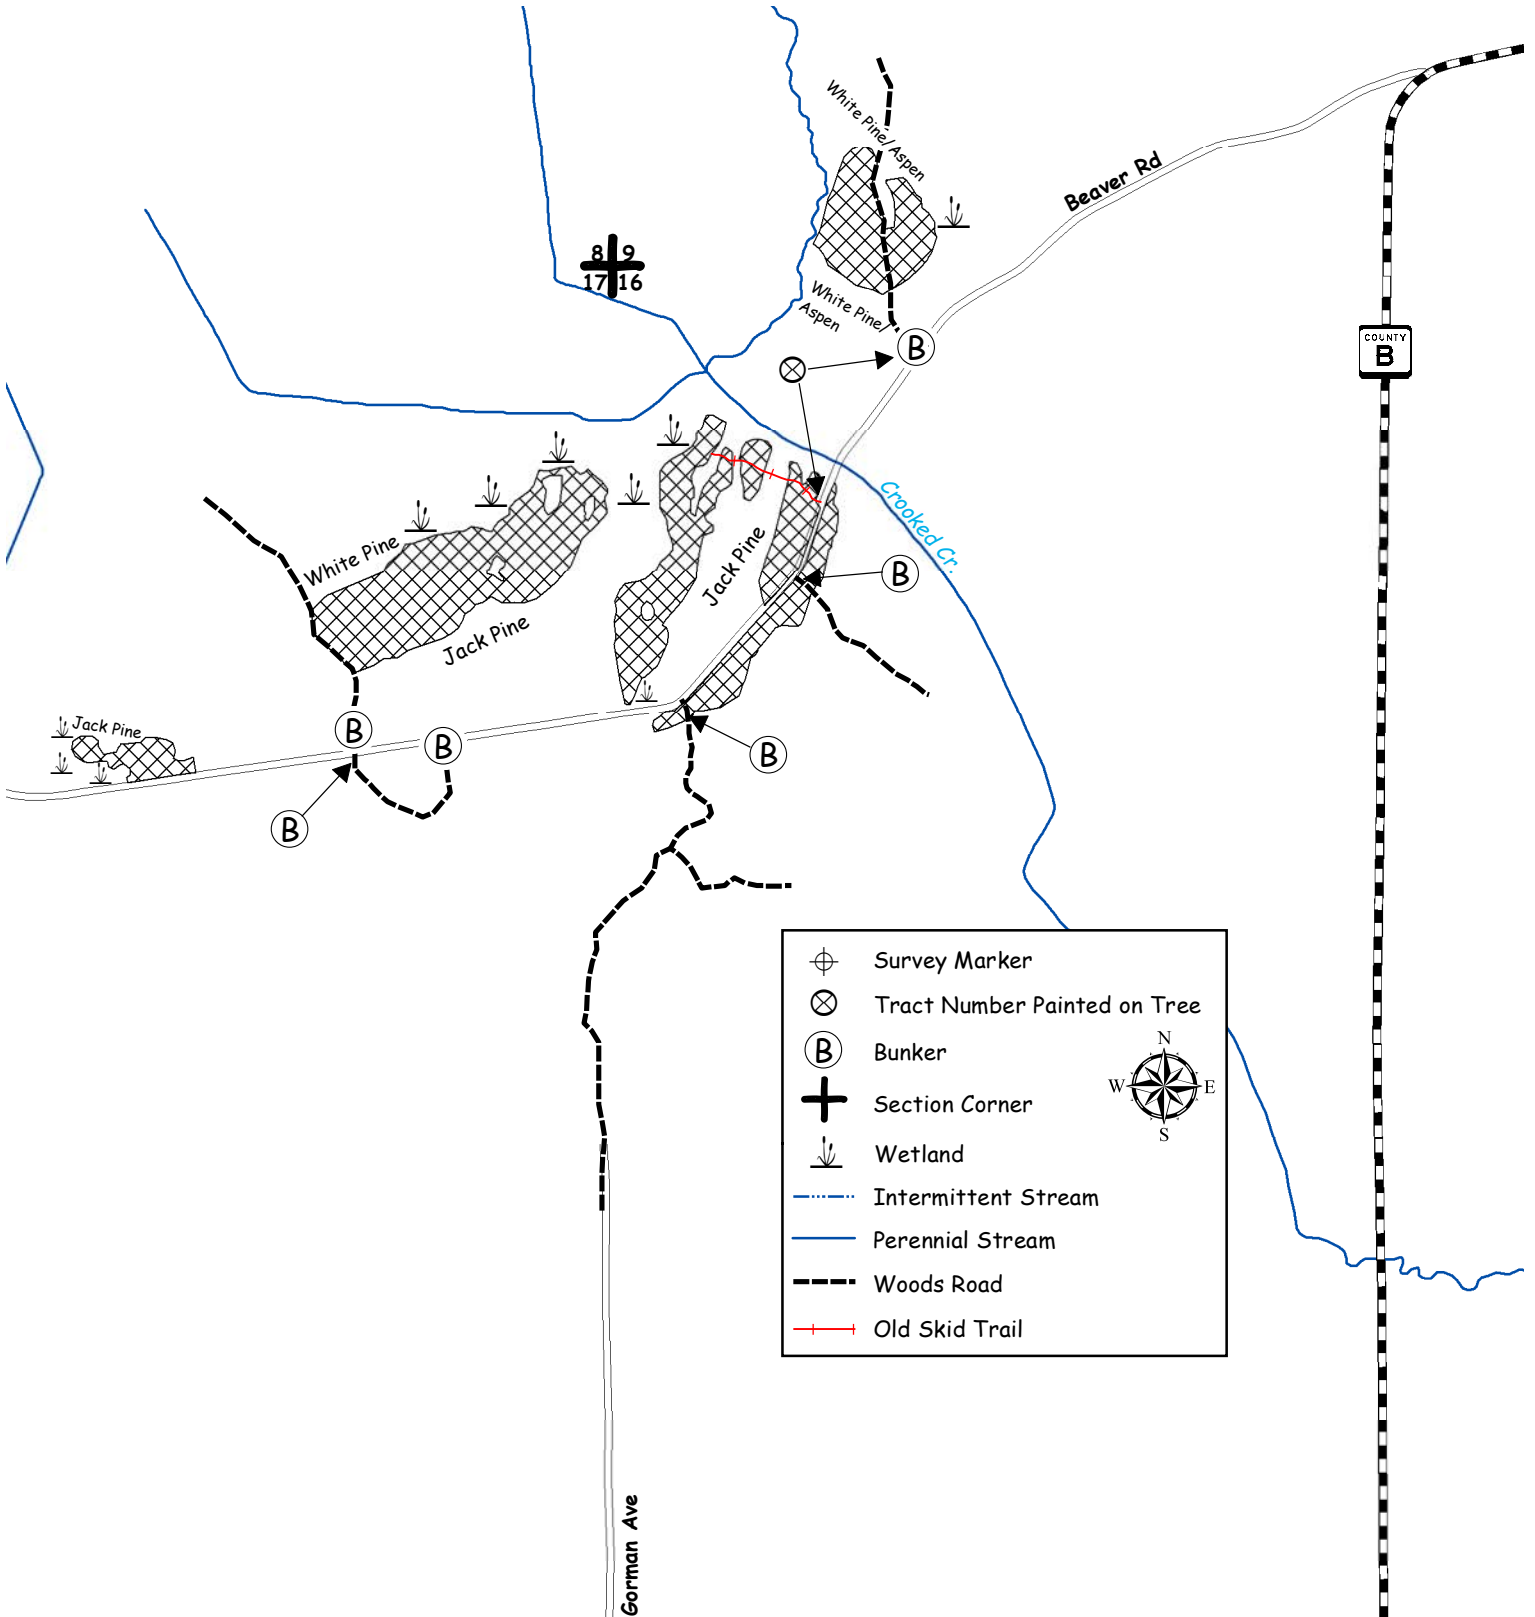 White Pine/Aspen
Beaver Rd
8 9
17 16
White Pine/
Aspen
B
COUNTY
B
Crooked Cr.
White Pine
Jack Pine
B
Jack Pine
Jack Pine
B
B
B
B
Survey Marker
Tract Number Painted on Tree
B Bunker
N
W E
S
Section Corner
Wetland
Intermittent Stream
Perennial Stream
Woods Road
Old Skid Trail
Gorman Ave